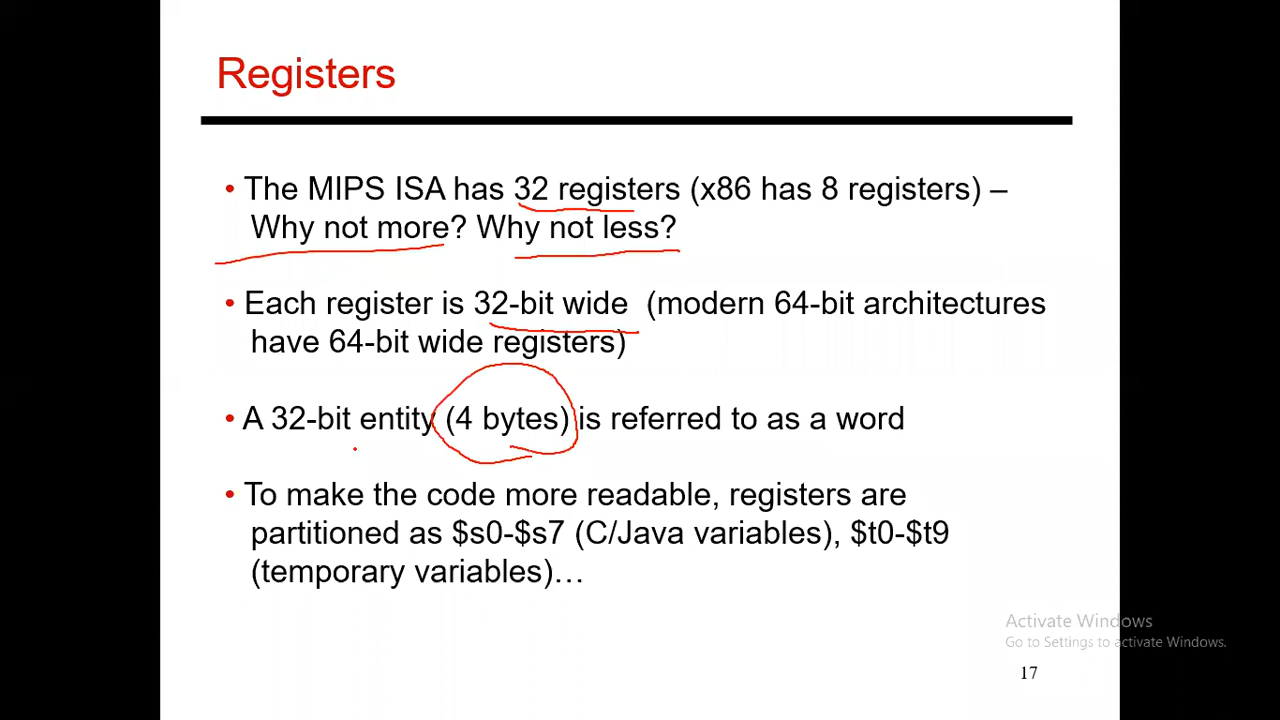 Registers
• The MIPS ISA has 32 registers (x86 has 8 registers) –
Why not more? Why not less?
• Each register is 32-bit wide (modern 64-bit architectures
have 64-bit wide registers)
• A 32-bit entity (4 bytes) is referred to as a word
• To make the code more readable, registers are
partitioned as $s0-$s7 (C/Java variables), $t0-$t9
(temporary variables)…
Activate Windows
Go to Settings to activate Windows.
17